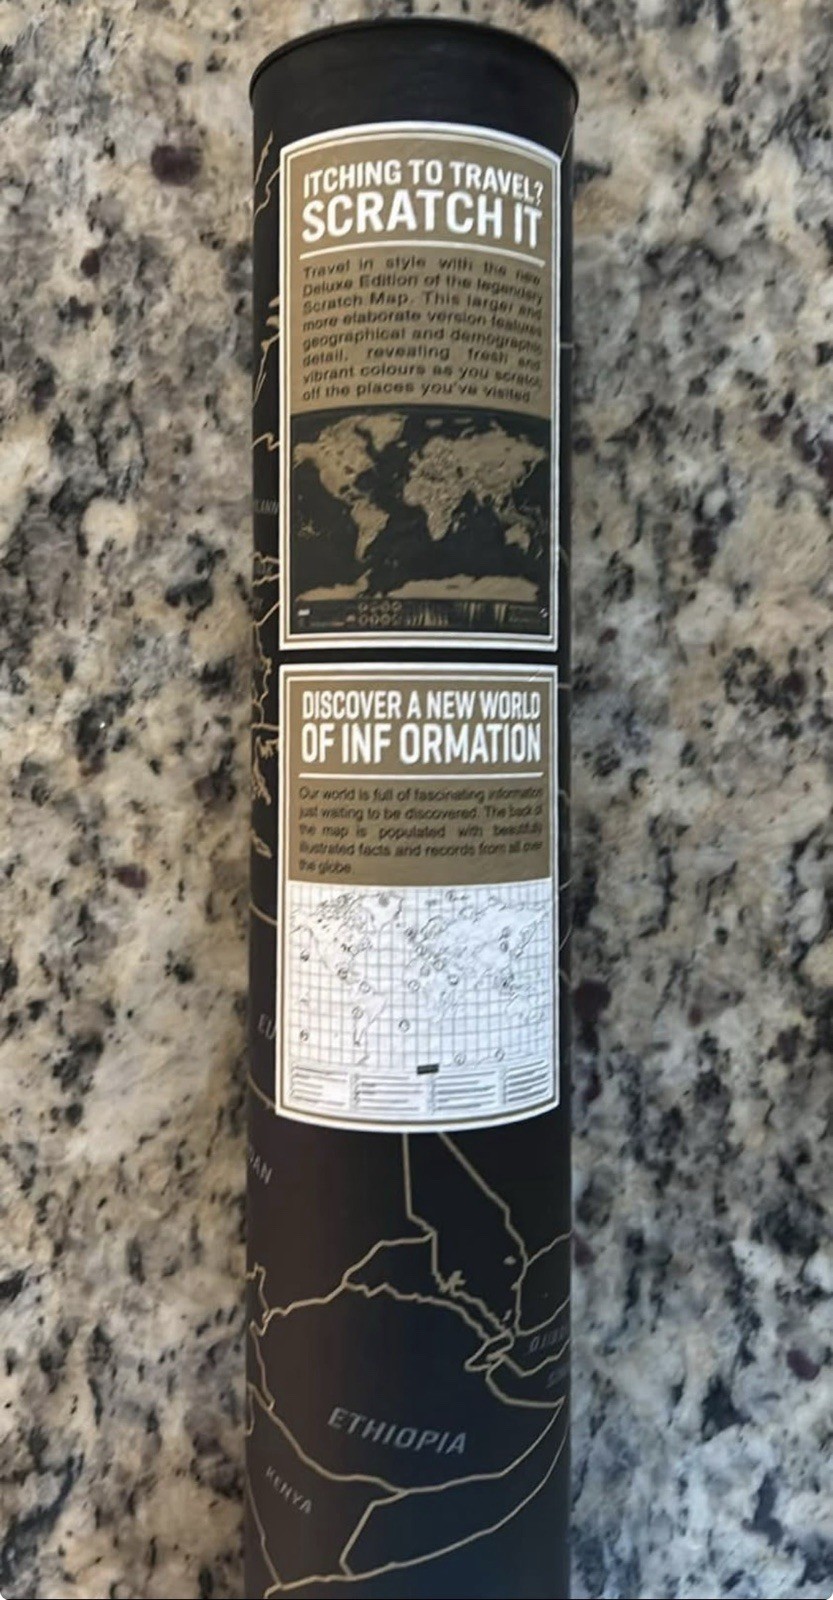 ITCHING TO TRAVEL?
SCRATCH IT
Travel in style with the new
Deluxe Edition of the legendary
Scratch Map. This larger and
more elaborate version features
geographical and demographic
detail, revealing fresh and
vibrant colours as you scratch
off the places you've visited.
DISCOVER A NEW WORLD
OF INF ORMATION
Our world is full of fascinating information
just waiting to be discovered. The back of
the map is populated with beautifully
illustrated facts and records from all over
the globe.
ETHIOPIA
KENYA